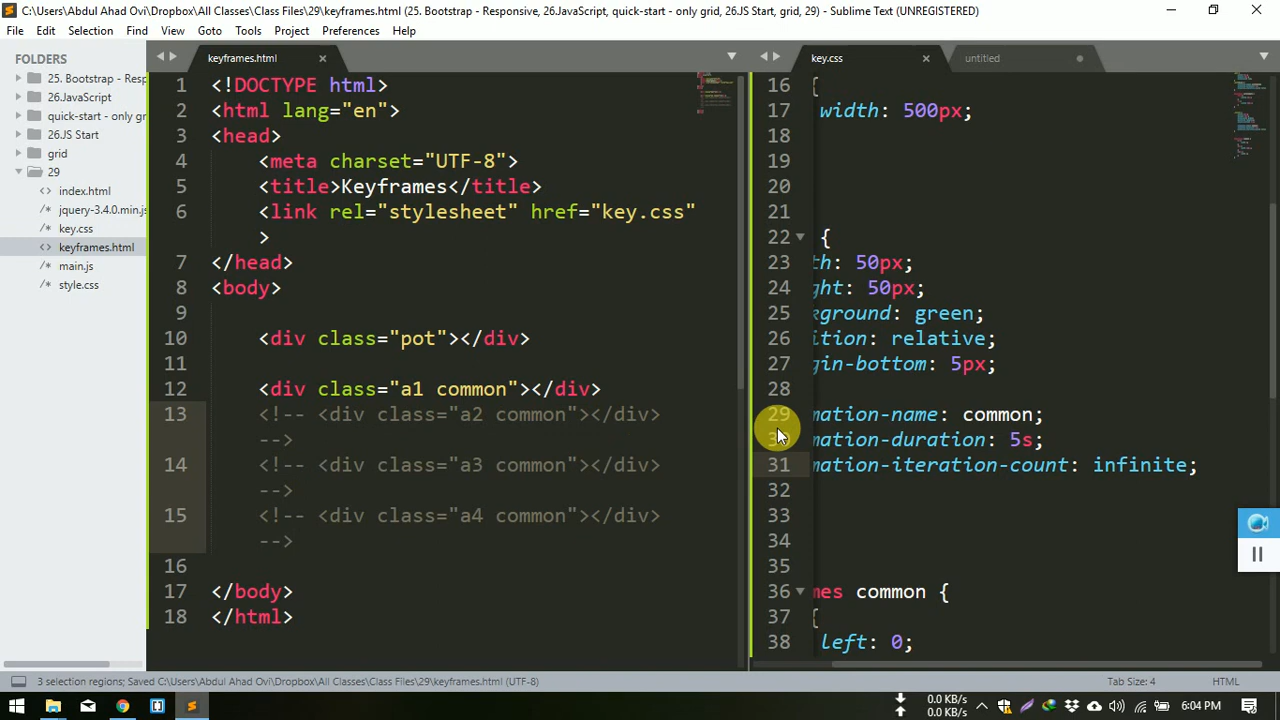 C:\Users\Abdul Ahad Ovi\Dropbox\All Classes\Class Files\29\keyframes.html (25. Bootstrap - Responsive, 26.JavaScript, quick-start - only grid, 26.JS Start, grid, 29) - Sublime Text (UNREGISTERED)
File Edit Selection Find View Goto Tools Project Preferences Help
FOLDERS
25. Bootstrap - Resp
26.JavaScript
quick-start - only gr
26.JS Start
grid
29
index.html
jquery-3.4.0.min.js
key.css
keyframes.html
main.js
style.css
keyframes.html
1 <!DOCTYPE html>
2 <html lang="en">
3 <head>
4 <meta charset="UTF-8">
5 <title>Keyframes</title>
6 <link rel="stylesheet" href="key.css"
>
7 </head>
8 <body>
9
10 <div class="pot"></div>
11
12 <div class="a1 common"></div>
13 <!-- <div class="a2 common"></div>
-->
14 <!-- <div class="a3 common"></div>
-->
15 <!-- <div class="a4 common"></div>
-->
16
17 </body>
18 </html>
key.css untitled
16 {
17 width: 500px;
18
19
20
21
22 {
23 th: 50px;
24 ght: 50px;
25 kground: green;
26 ition: relative;
27 gin-bottom: 5px;
28
29 mation-name: common;
30 mation-duration: 5s;
31 mation-iteration-count: infinite;
32
33
34
35
36 mes common {
37 {
38 left: 0;
3 selection regions; Saved C:\Users\Abdul Ahad Ovi\Dropbox\All Classes\Class Files\29\keyframes.html (UTF-8) Tab Size: 4 HTML
0.0 KB/s
0.0 KB/s
6:04 PM